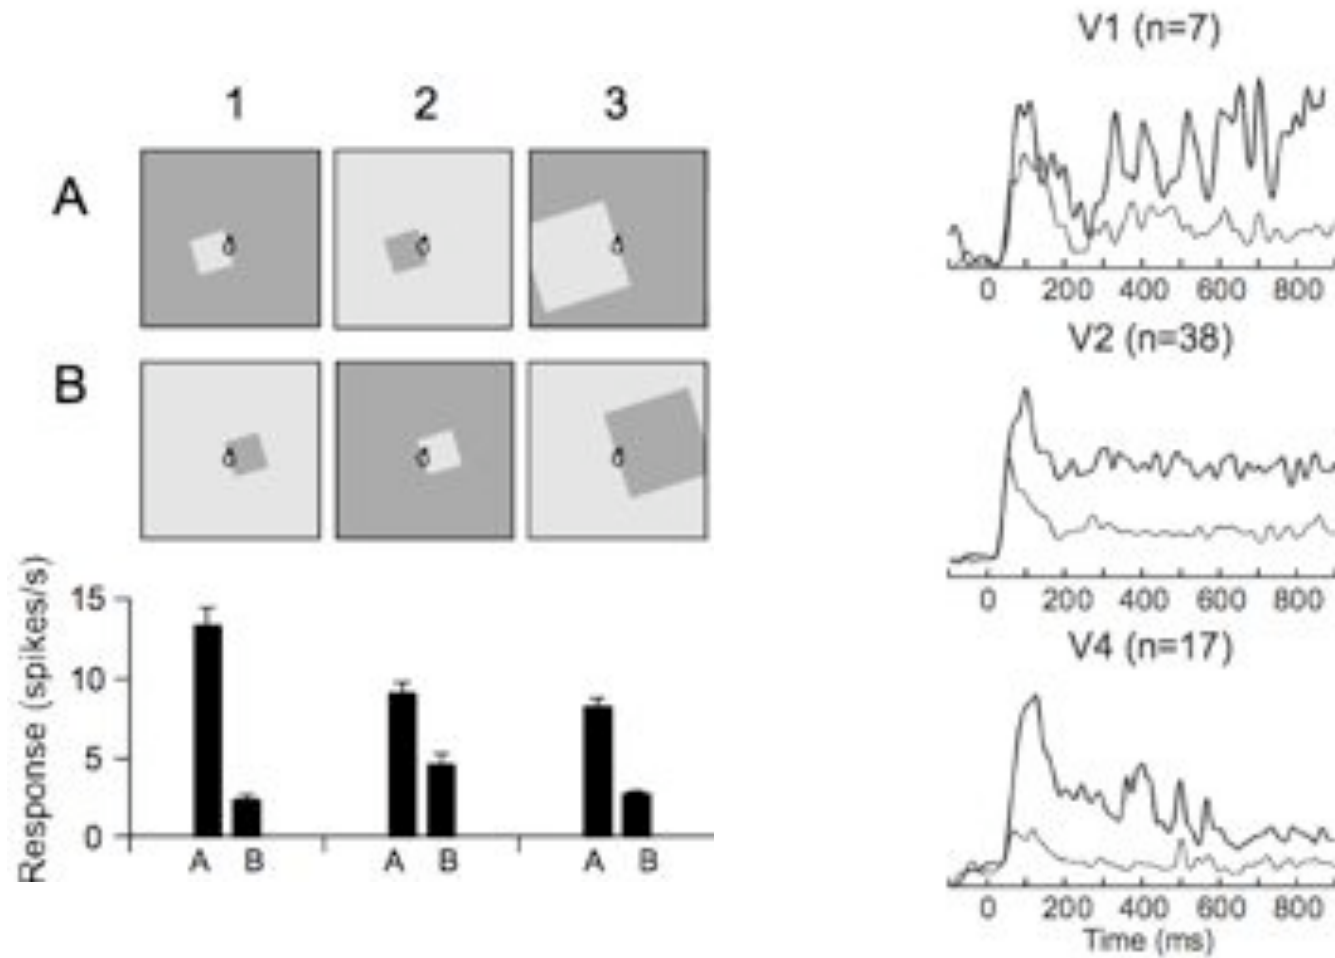 1 2 3
A
B
Response (spikes/s)
15
10
5
0
A B A B A B
V1 (n=7)
0 200 400 600 800
V2 (n=38)
0 200 400 600 800
V4 (n=17)
0 200 400 600 800
Time (ms)